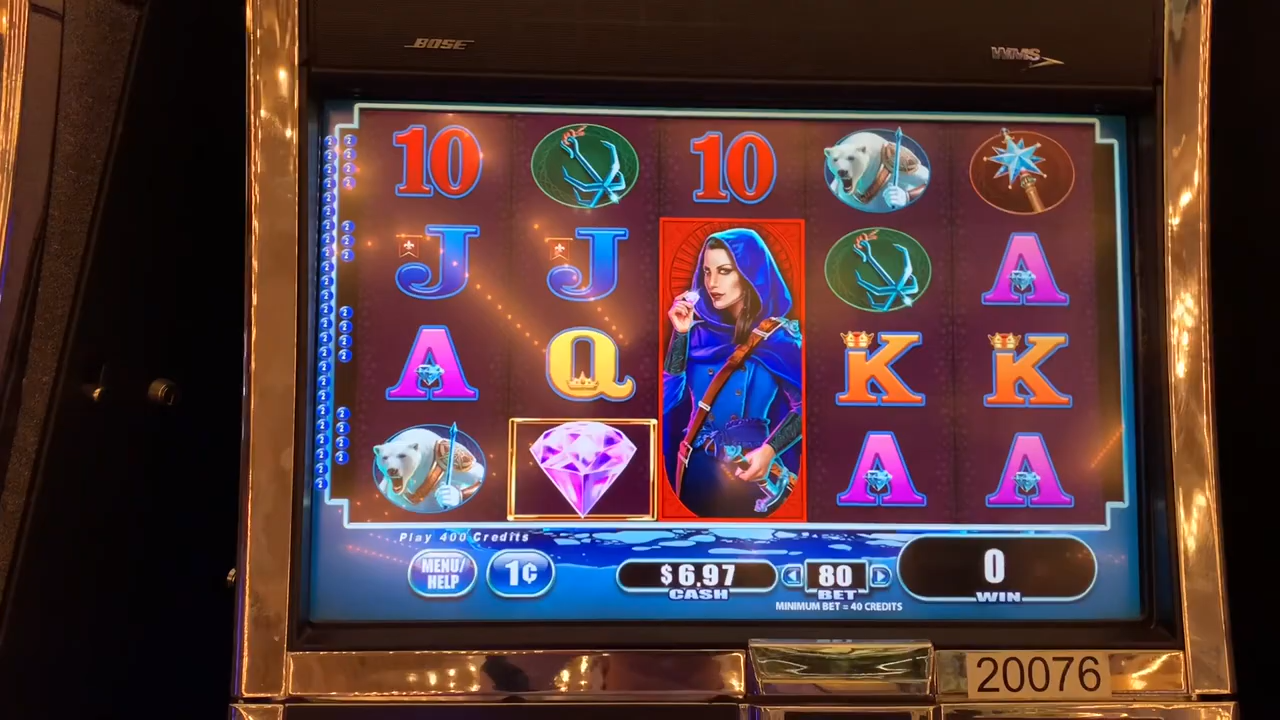 BOSE
WMS
10 10
J J A
A Q K K
A A
Play 400 Credits
MENU/
HELP
1¢
$6.97
CASH
80
BET
MINIMUM BET = 40 CREDITS
0
WIN
20076